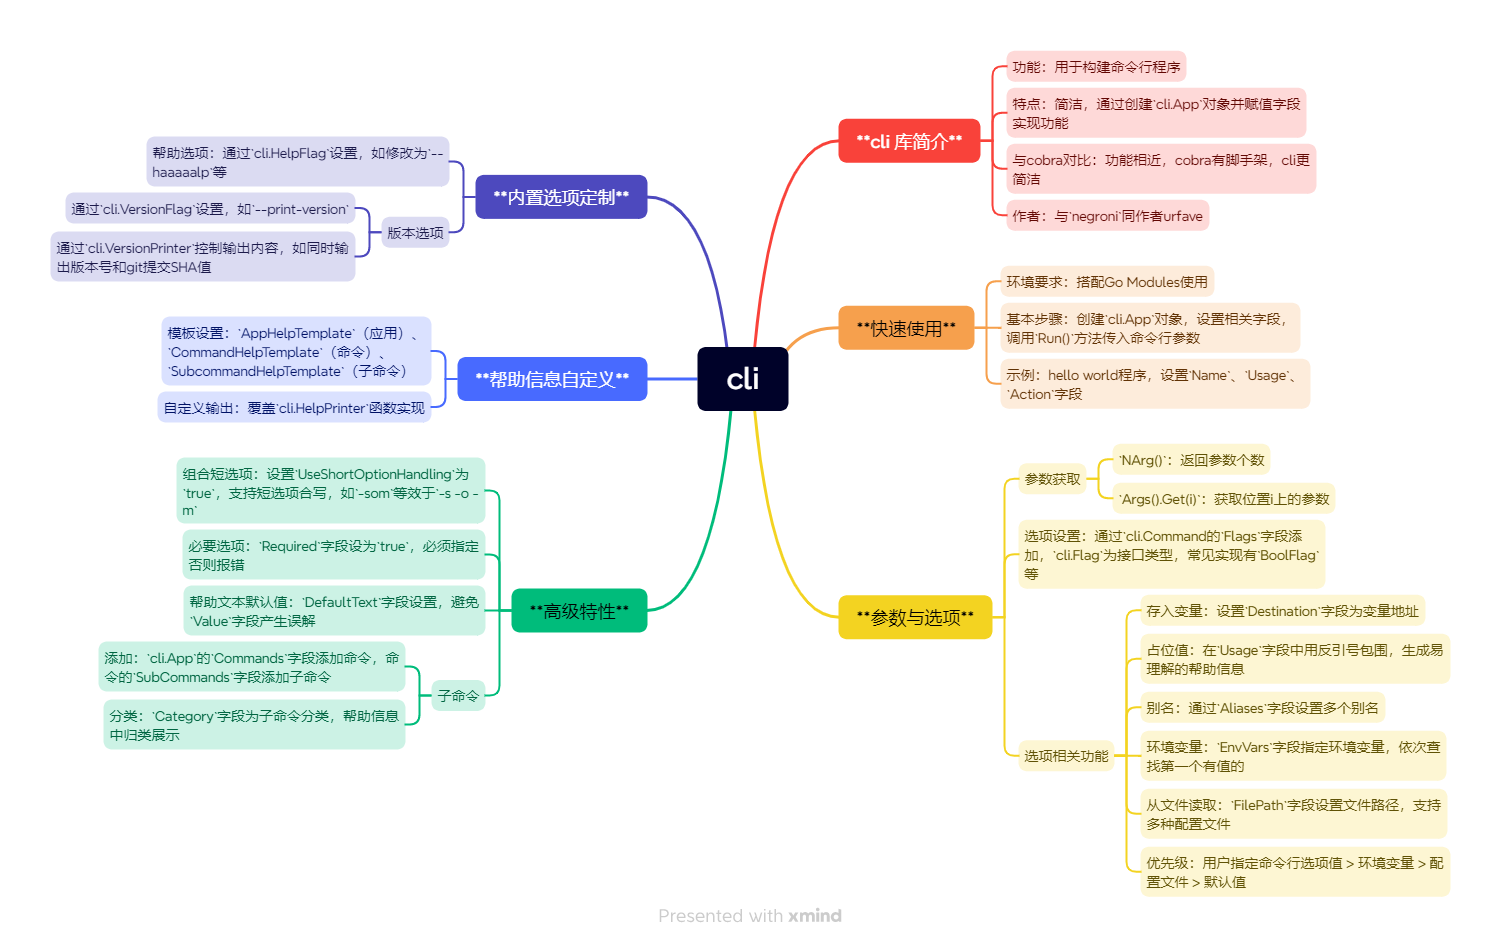 cli
**cli 库简介**
功能：用于构建命令行程序
特点：简洁，通过创建`cli.App`对象并赋值字段
实现功能
与cobra对比：功能相近，cobra有脚手架，cli更
简洁
作者：与`negroni`同作者urfave
**快速使用**
环境要求：搭配Go Modules使用
基本步骤：创建`cli.App`对象，设置相关字段，
调用`Run()`方法传入命令行参数
示例：hello world程序，设置`Name`、`Usage`、
`Action`字段
**参数与选项**
参数获取
`NArg()`：返回参数个数
`Args().Get(i)`：获取位置i上的参数
选项设置：通过`cli.Command的`Flags`字段添
加，`cli.Flag`为接口类型，常见实现有`BoolFlag`
等
选项相关功能
存入变量：设置`Destination`字段为变量地址
占位值：在`Usage`字段中用反引号包围，生成易
理解的帮助信息
别名：通过`Aliases`字段设置多个别名
环境变量：`EnvVars`字段指定环境变量，依次查
找第一个有值的
从文件读取：`FilePath`字段设置文件路径，支持
多种配置文件
优先级：用户指定命令行选项值 > 环境变量 > 配
置文件 > 默认值
**内置选项定制**
帮助选项：通过`cli.HelpFlag`设置，如修改为`--
haaaaalp`等
版本选项
通过`cli.VersionFlag`设置，如`--print-version`
通过`cli.VersionPrinter`控制输出内容，如同时输
出版本号和git提交SHA值
**帮助信息自定义**
模板设置：`AppHelpTemplate`（应用）、
`CommandHelpTemplate`（命令）、
`SubcommandHelpTemplate`（子命令）
自定义输出：覆盖`cli.HelpPrinter`函数实现
**高级特性**
组合短选项：设置`UseShortOptionHandling`为
`true`，支持短选项合写，如`-som`等效于`-s -o -
m`
必要选项：`Required`字段设为`true`，必须指定
否则报错
帮助文本默认值：`DefaultText`字段设置，避免
`Value`字段产生误解
子命令
添加：`cli.App`的`Commands`字段添加命令，命
令的`SubCommands`字段添加子命令
分类：`Category`字段为子命令分类，帮助信息
中归类展示
Presented with xmind